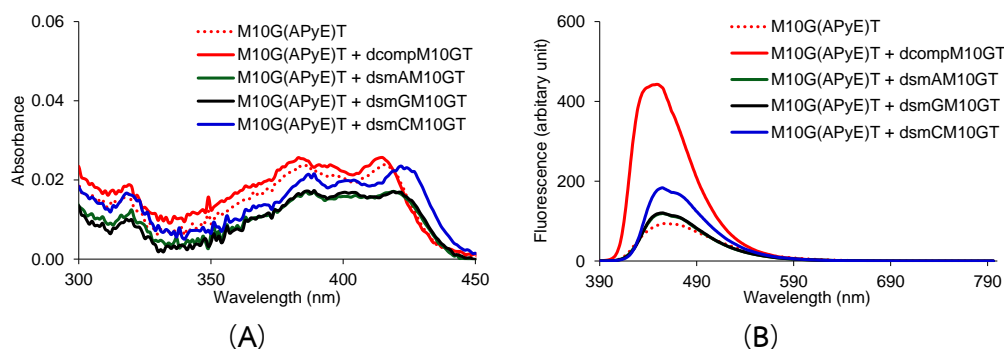 0.06
0.04
0.02
0.00
Absorbance
300
350
400
450
Wavelength (nm)
M10G(APyE)T
M10G(APyE)T + dcompM10GT
M10G(APyE)T + dsmAM10GT
M10G(APyE)T + dsmGM10GT
M10G(APyE)T + dsmCM10GT
(A)
600
400
200
0
Fluorescence (arbitary unit)
390
490
590
690
790
Wavelength (nm)
M10G(APyE)T
M10G(APyE)T + dcompM10GT
M10G(APyE)T + dsmAM10GT
M10G(APyE)T + dsmGM10GT
M10G(APyE)T + dsmCM10GT
(B)